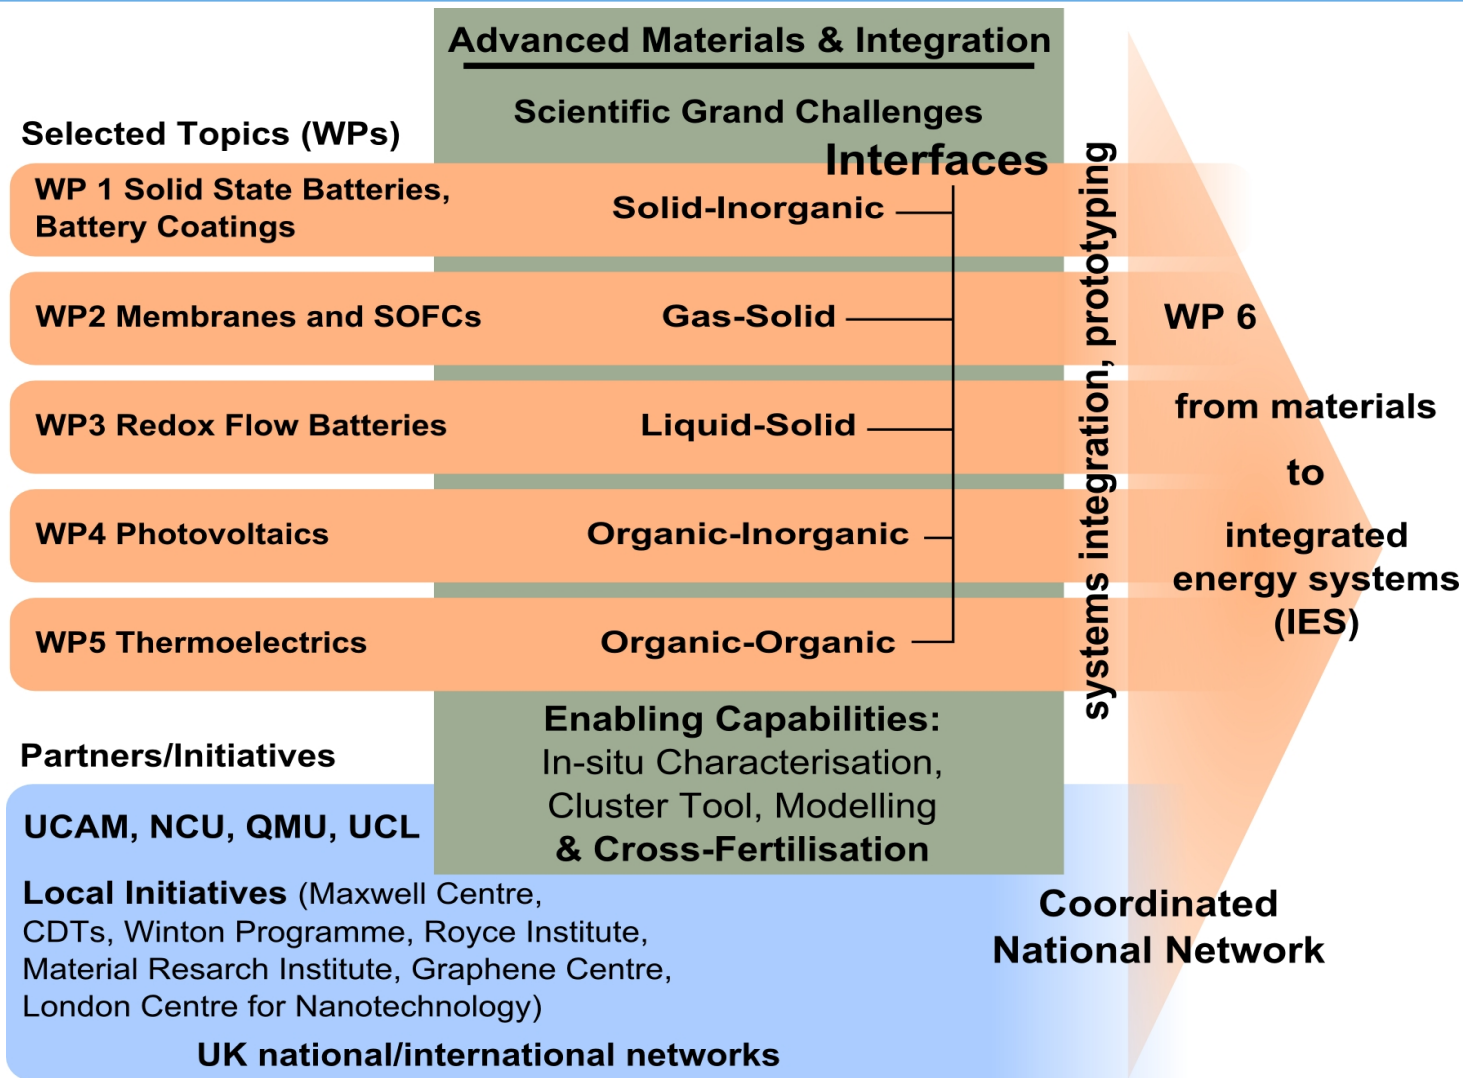 Advanced Materials & Integration
Scientific Grand Challenges
Interfaces
Selected Topics (WPs)
WP 1 Solid State Batteries,
Battery Coatings
Solid-Inorganic
WP2 Membranes and SOFCs
Gas-Solid
WP3 Redox Flow Batteries
Liquid-Solid
WP4 Photovoltaics
Organic-Inorganic
WP5 Thermoelectrics
Organic-Organic
systems integration, prototyping
WP 6
from materials
to
integrated
energy systems
(IES)
Enabling Capabilities:
In-situ Characterisation,
Cluster Tool, Modelling
& Cross-Fertilisation
Partners/Initiatives
UCAM, NCU, QMU, UCL
Local Initiatives (Maxwell Centre,
CDTs, Winton Programme, Royce Institute,
Material Resarch Institute, Graphene Centre,
London Centre for Nanotechnology)
UK national/international networks
Coordinated
National Network